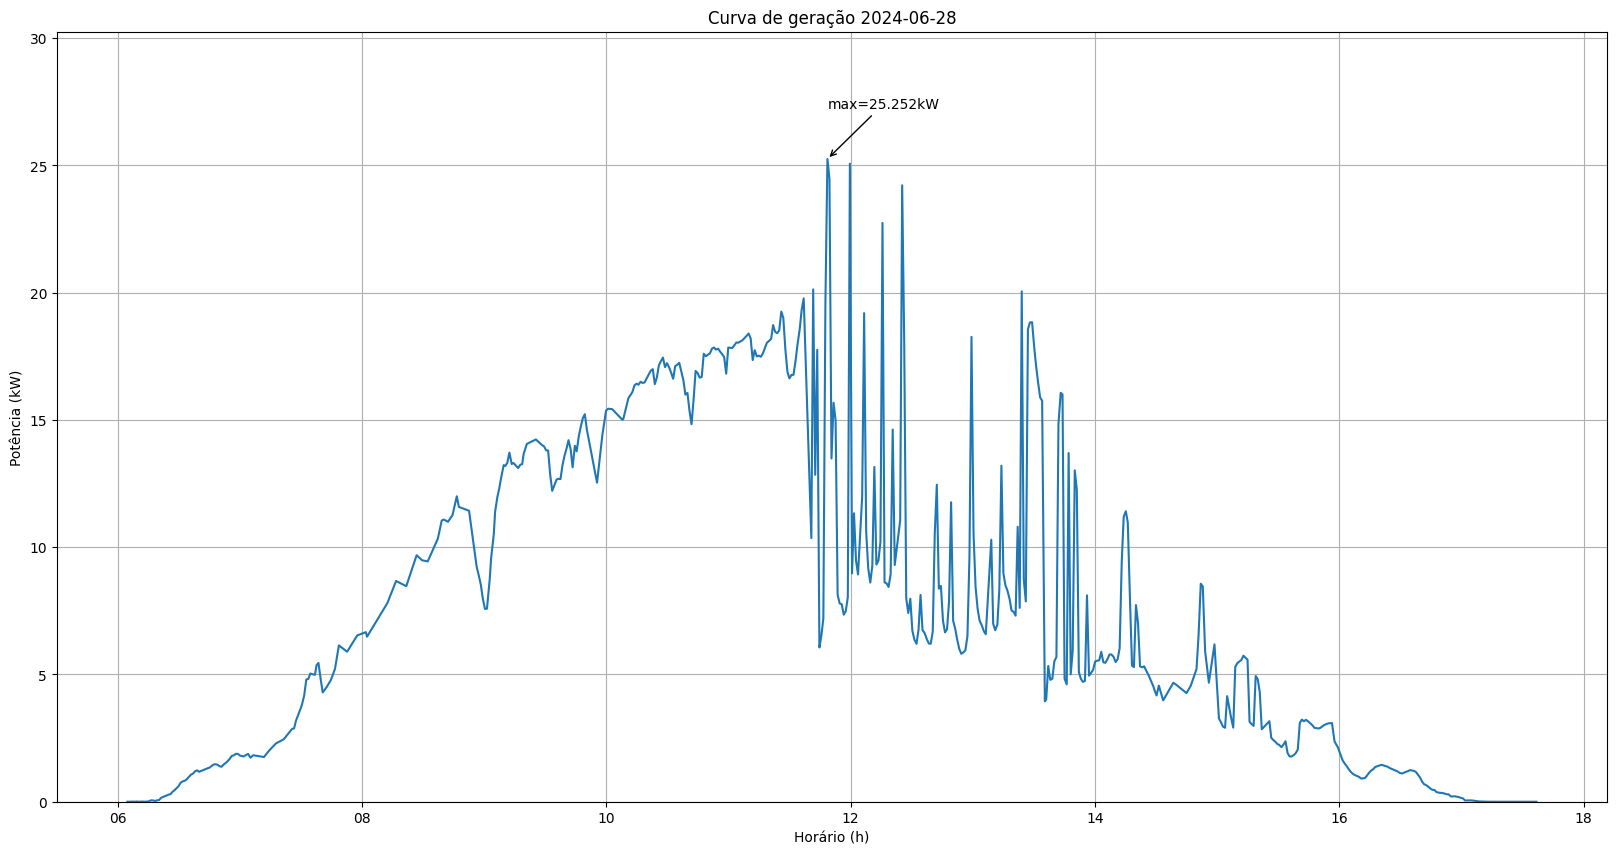 Curva de geração 2024-06-28
30
max=25.252kW
25
20
15
10
5
0
Potência (kW)
06 08 10 12 14 16 18
Horário (h)